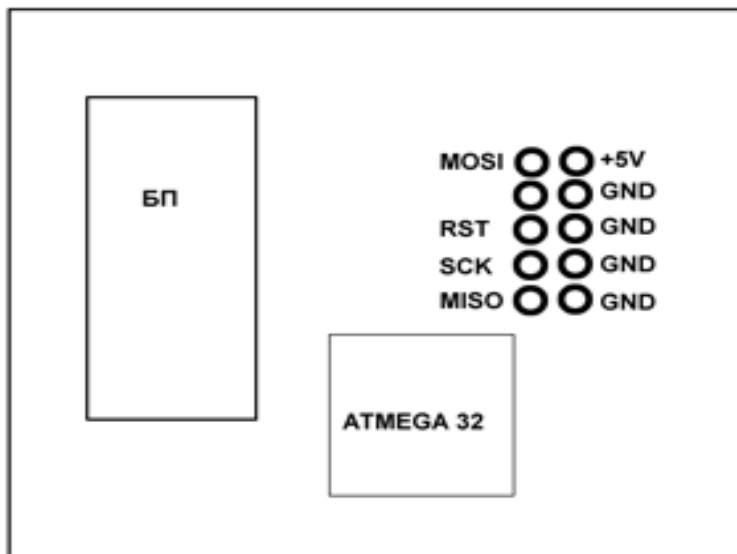 MOSI +5V
GND
БП
RST GND
SCK GND
MISO GND
ATMEGA 32